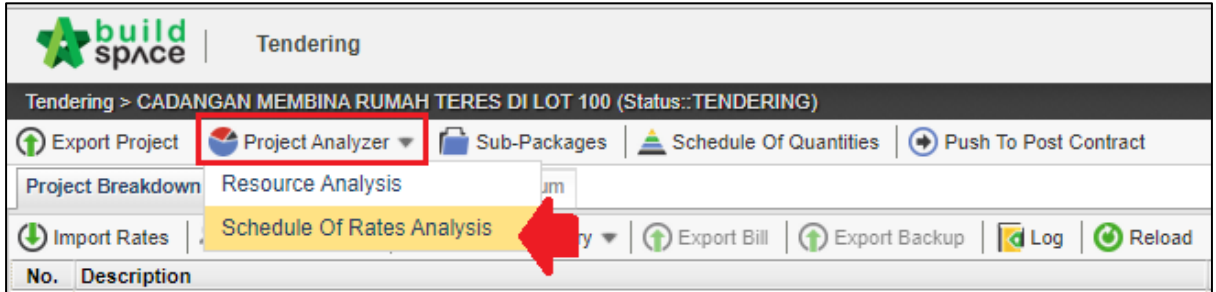 build space Tendering
Tendering > CADANGAN MEMBINA RUMAH TERES DI LOT 100 (Status::TENDERING)
Export Project Project Analyzer Sub-Packages Schedule Of Quantities Push To Post Contract
Project Breakdown Resource Analysis um
Import Rates Schedule Of Rates Analysis ry Export Bill Export Backup Log Reload
No. Description